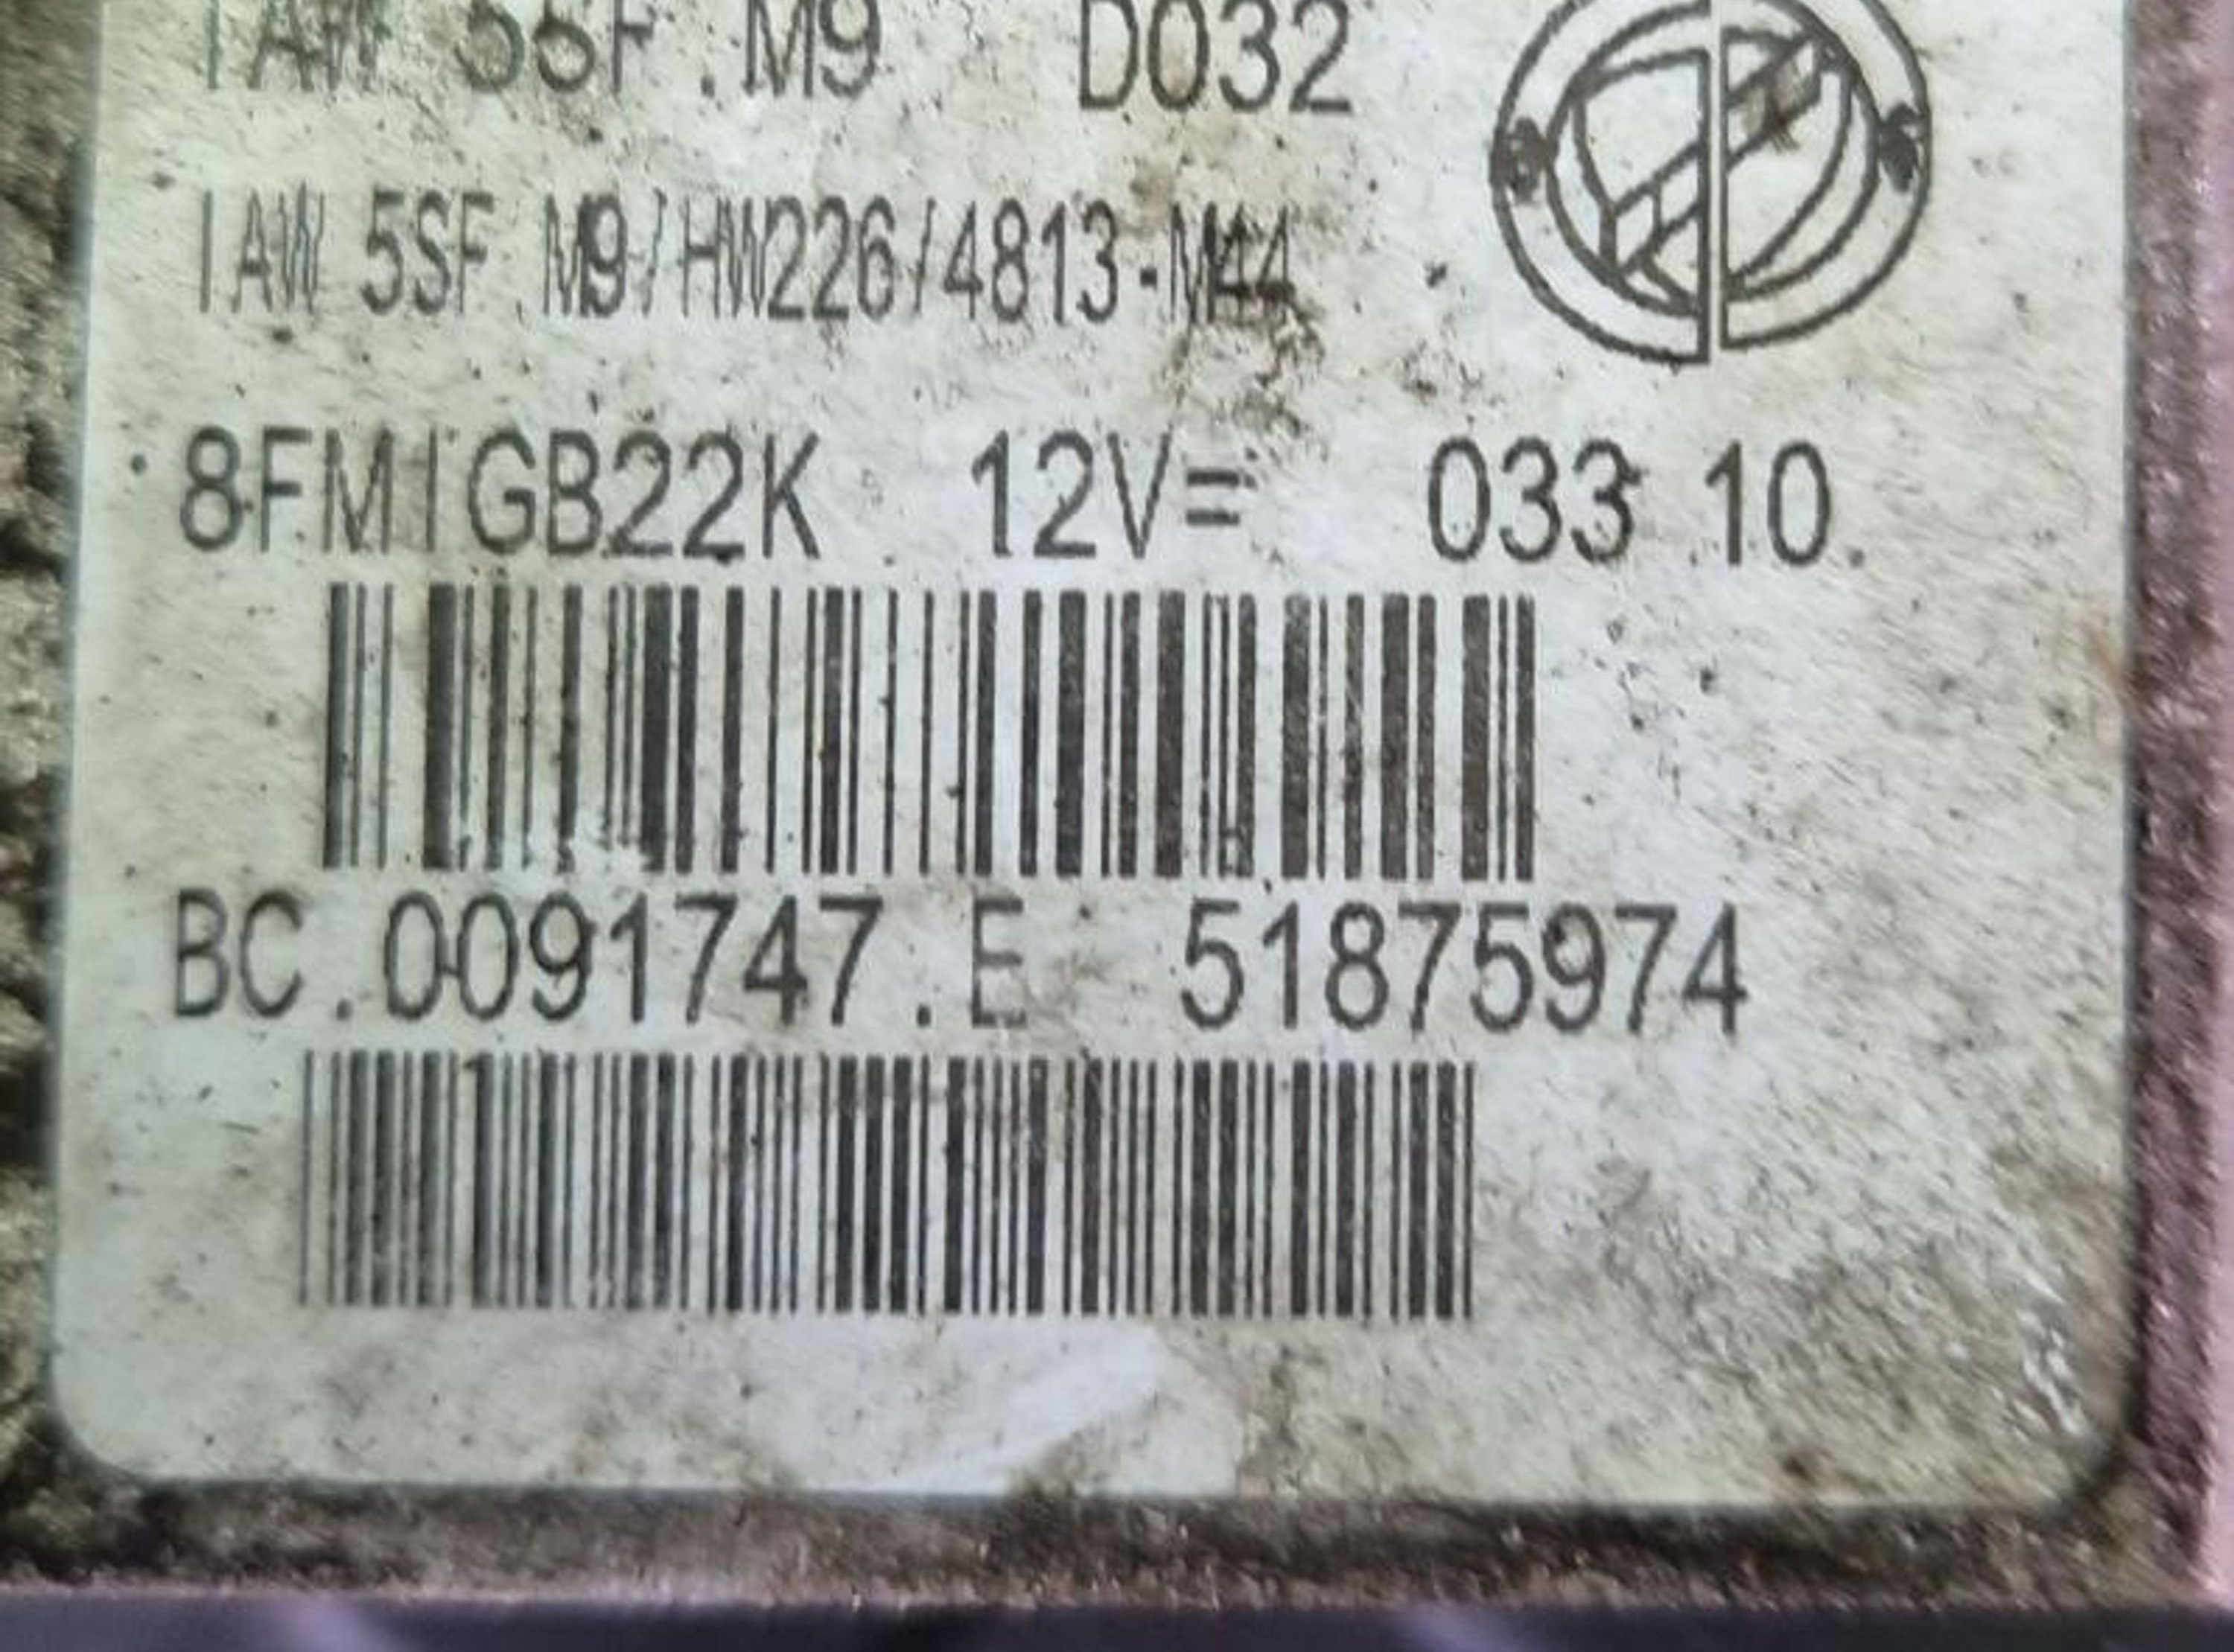 IAW 5SF.M9 D032
IAW 5SF.M9/HW226/4813-M44
8FMIGB22K 12V= 033 10.
BC.0091747.E 51875974